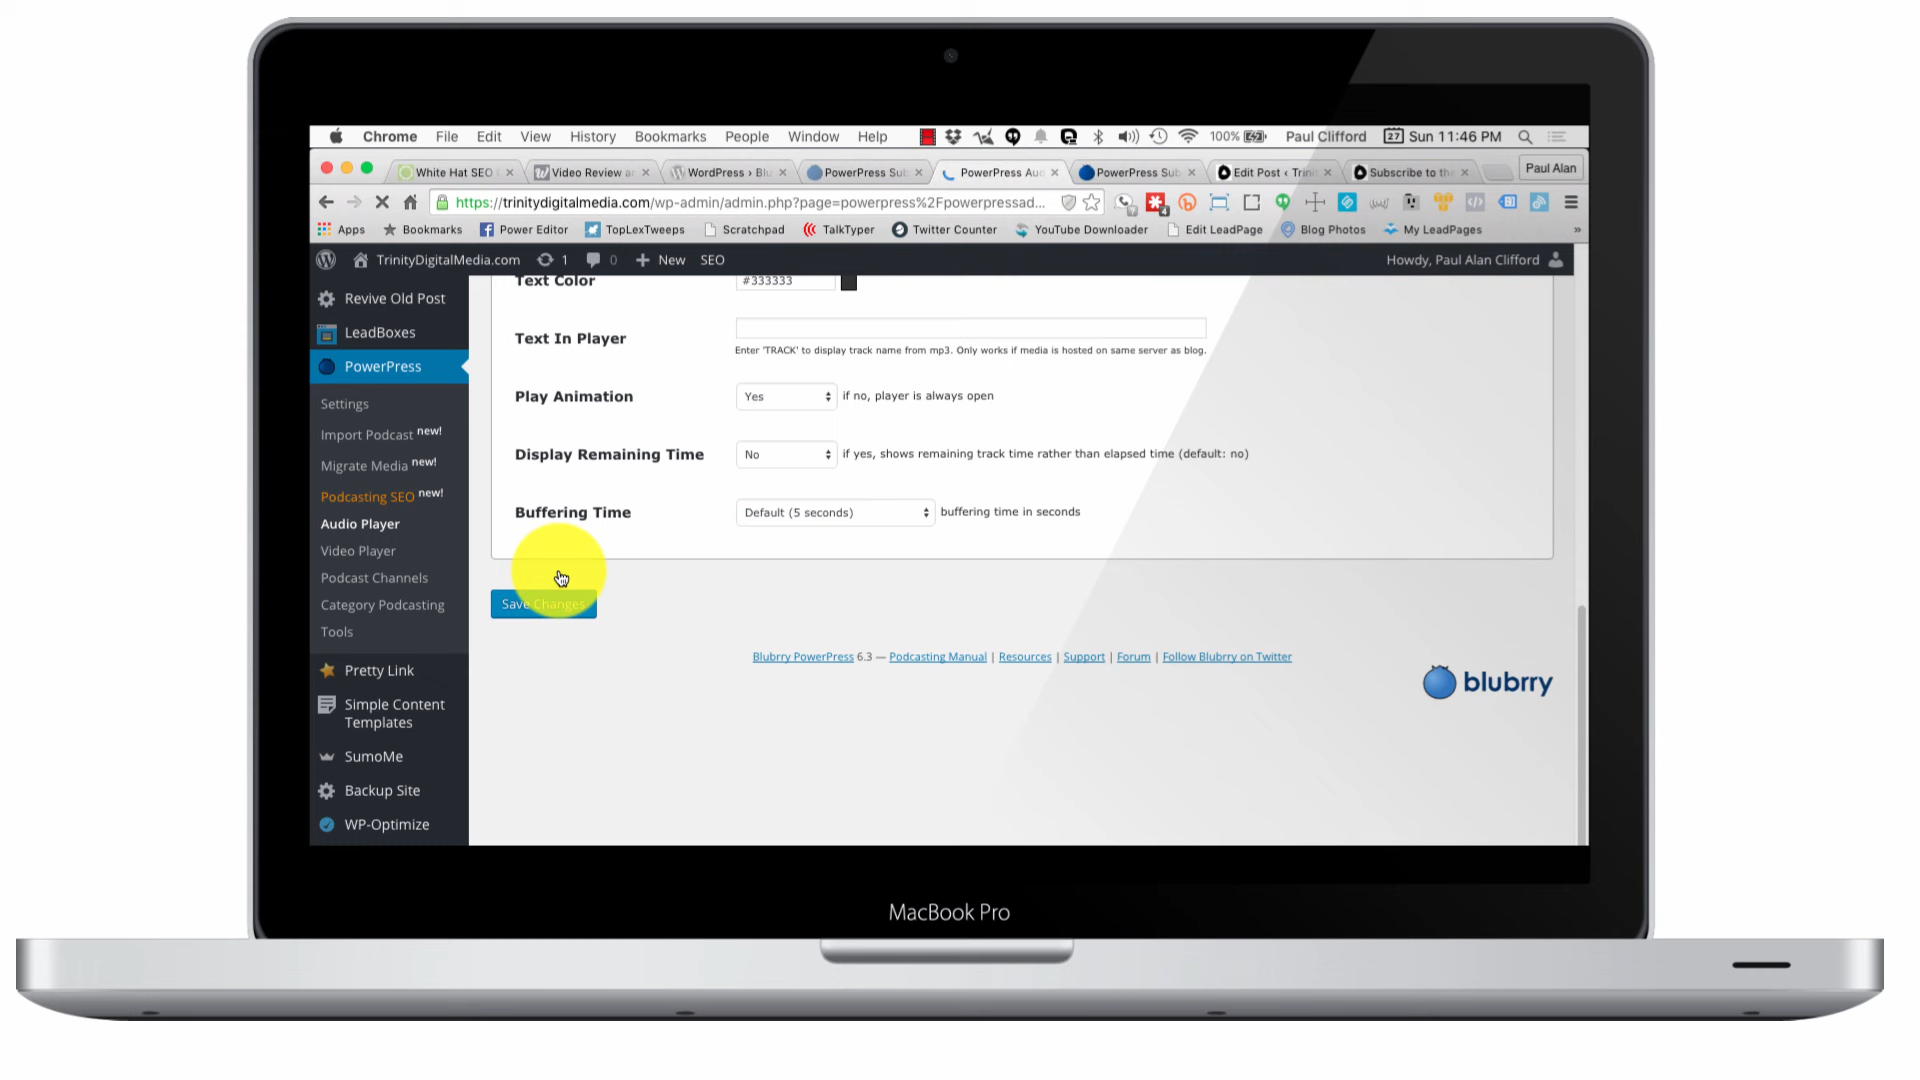 Chrome File Edit View History Bookmarks People Window Help 100% Paul Clifford 27 Sun 11:46 PM
White Hat SEO Video Review a WordPress › Blu PowerPress Sub PowerPress Aud PowerPress Sub Edit Post ‹ Trini Subscribe to the Paul Alan
https://trinitydigitalmedia.com/wp-admin/admin.php?page=powerpress%2Fpowerpressad...
Apps Bookmarks Power Editor TopLexTweeps Scratchpad TalkTyper Twitter Counter YouTube Downloader Edit LeadPage Blog Photos My LeadPages »
TrinityDigitalMedia.com 1 0 + New SEO Howdy, Paul Alan Clifford
Revive Old Post
LeadBoxes
PowerPress
Settings
Import Podcast new!
Migrate Media new!
Podcasting SEO new!
Audio Player
Video Player
Podcast Channels
Category Podcasting
Tools
Pretty Link
Simple Content
Templates
SumoMe
Backup Site
WP-Optimize
Text Color #333333
Text In Player
Enter 'TRACK' to display track name from mp3. Only works if media is hosted on same server as blog.
Play Animation Yes if no, player is always open
Display Remaining Time No if yes, shows remaining track time rather than elapsed time (default: no)
Buffering Time Default (5 seconds) buffering time in seconds
Save Changes
Blubrry PowerPress 6.3 — Podcasting Manual | Resources | Support | Forum | Follow Blubrry on Twitter
blubrry
MacBook Pro